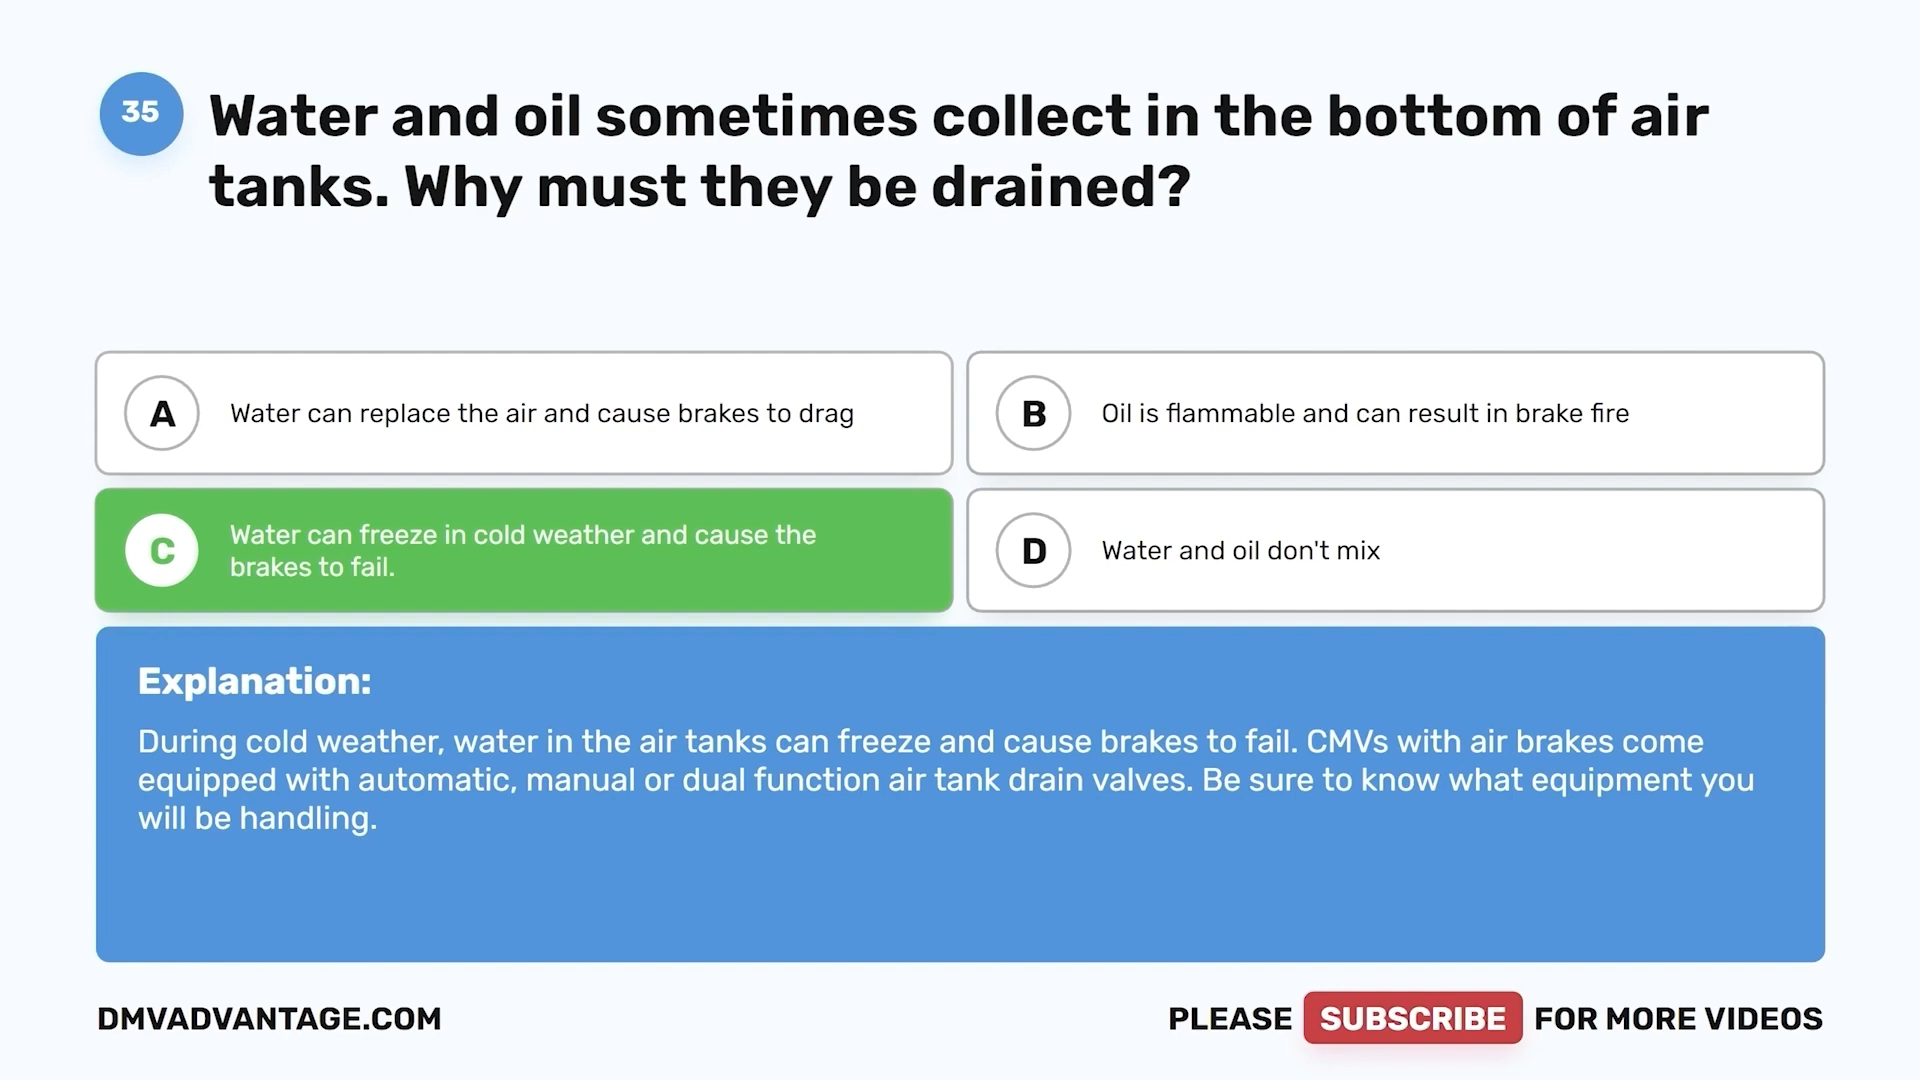 35
Water and oil sometimes collect in the bottom of air
tanks. Why must they be drained?
A
Water can replace the air and cause brakes to drag
B
Oil is flammable and can result in brake fire
C
Water can freeze in cold weather and cause the
brakes to fail.
D
Water and oil don't mix
Explanation:
During cold weather, water in the air tanks can freeze and cause brakes to fail. CMVs with air brakes come
equipped with automatic, manual or dual function air tank drain valves. Be sure to know what equipment you
will be handling.
DMVADVANTAGE.COM
PLEASE SUBSCRIBE FOR MORE VIDEOS